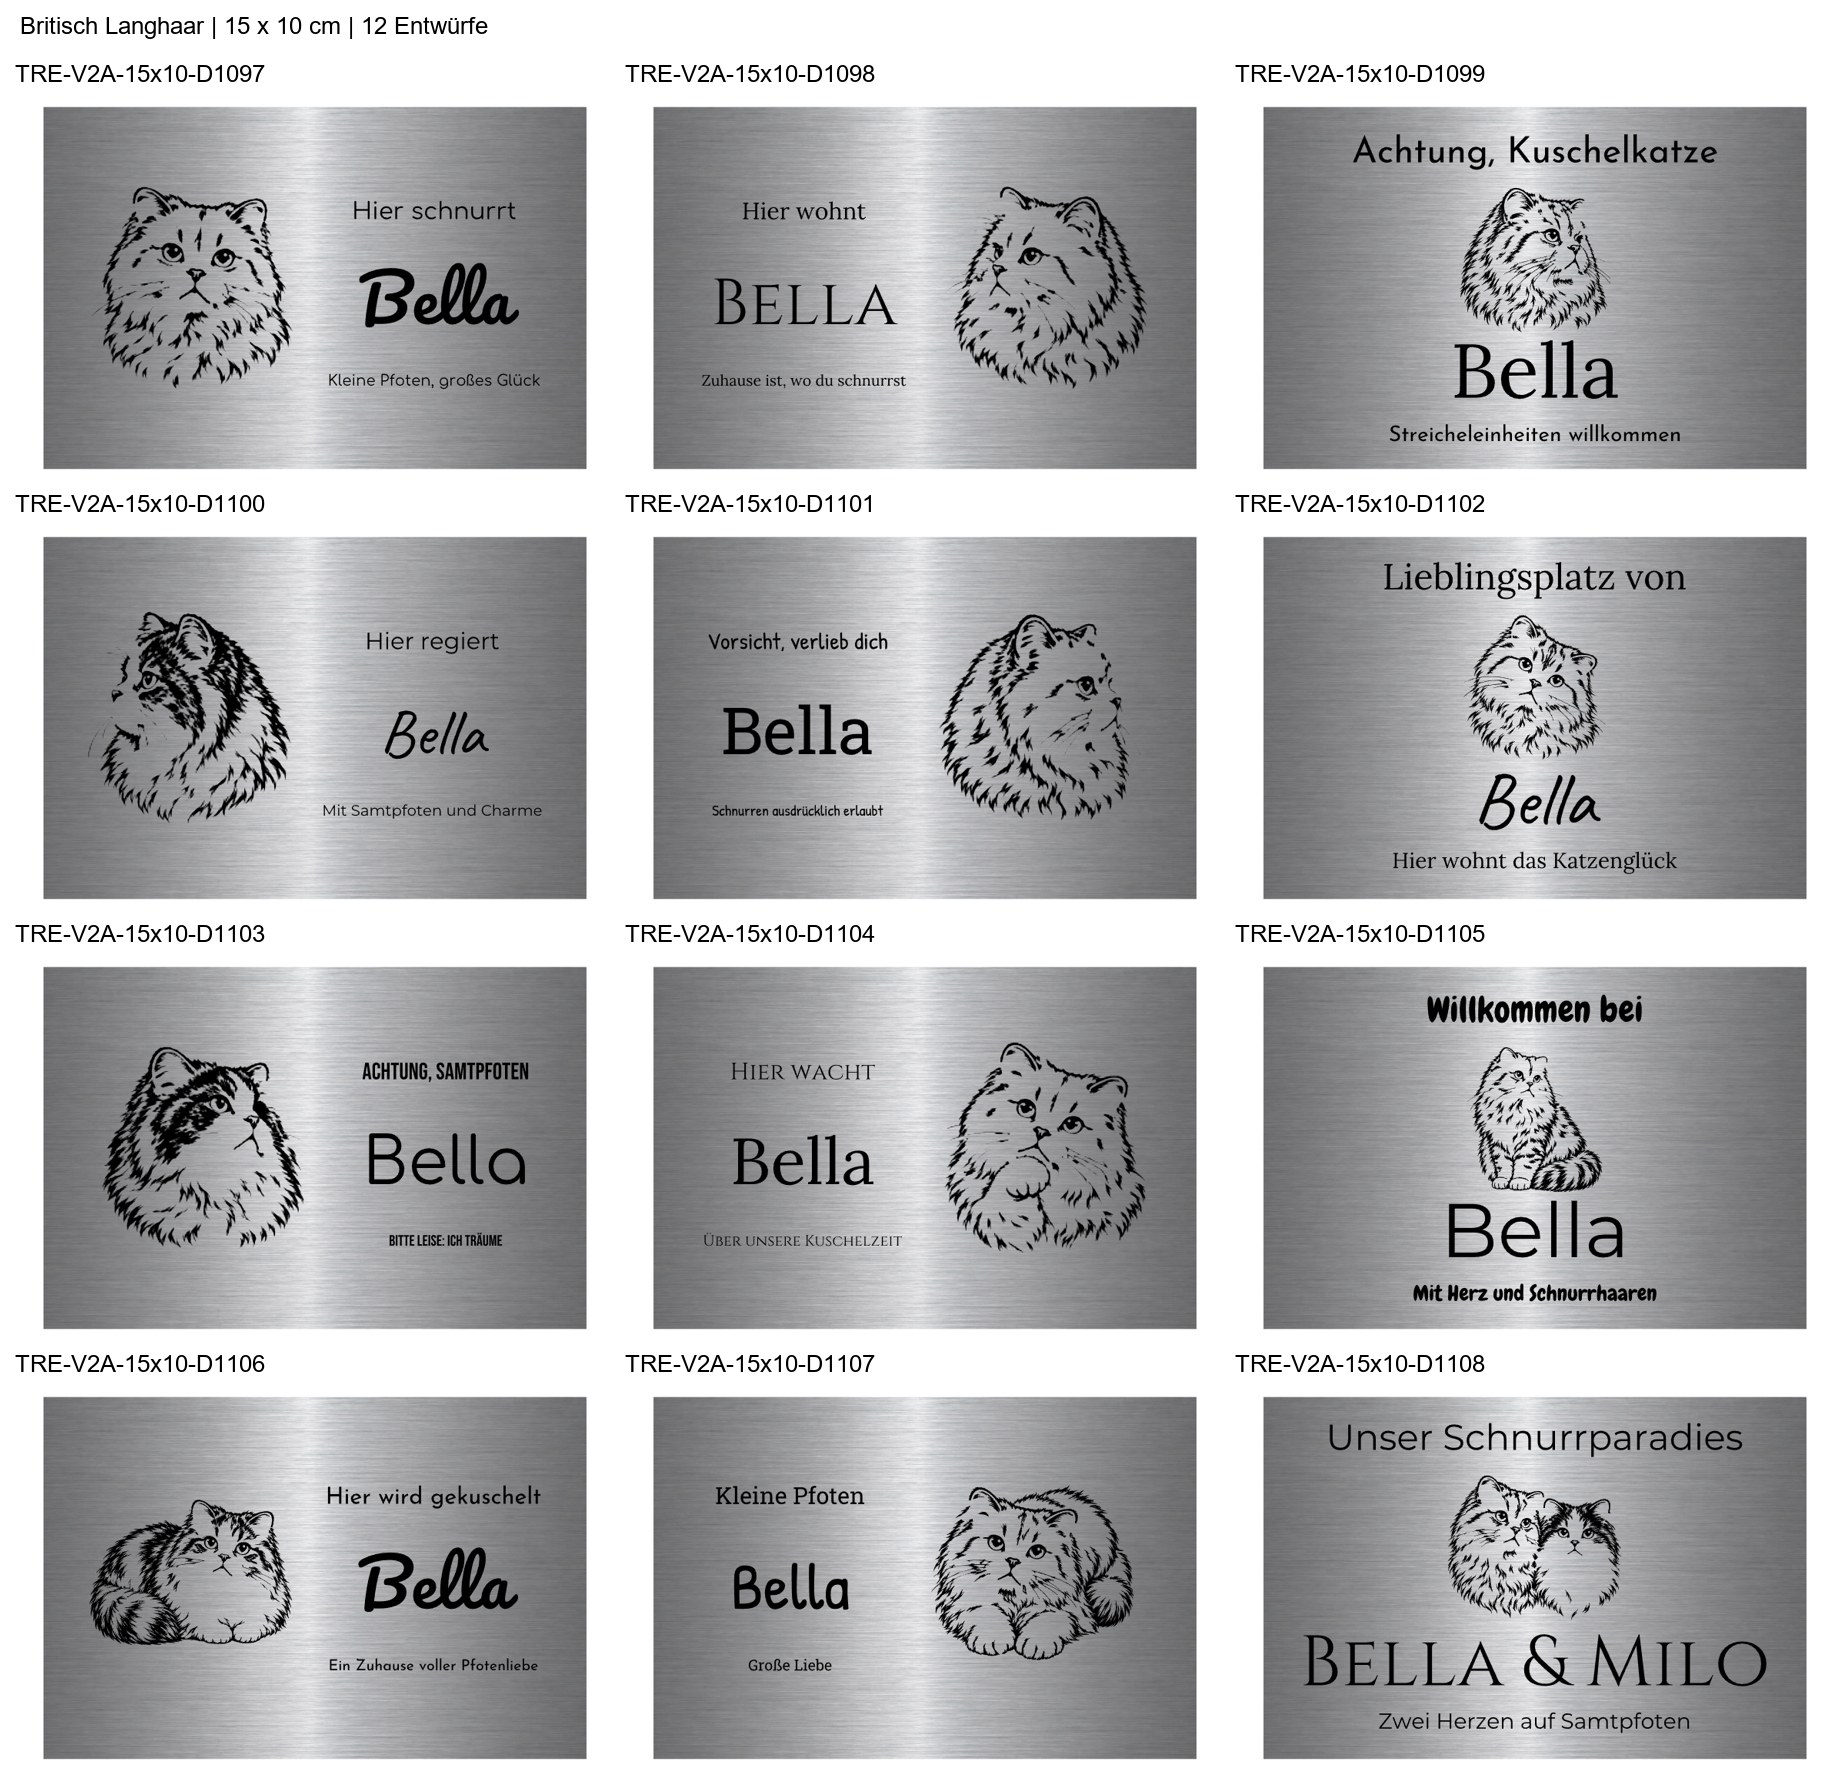 Britisch Langhaar | 15 x 10 cm | 12 Entwürfe
TRE-V2A-15x10-D1097
Hier schnurrt
Bella
Kleine Pfoten, großes Glück
TRE-V2A-15x10-D1098
Hier wohnt
Bella
Zuhause ist, wo du schnurrst
TRE-V2A-15x10-D1099
Achtung, Kuschelkatze
Bella
Streicheleinheiten willkommen
TRE-V2A-15x10-D1100
Hier regiert
Bella
Mit Samtpfoten und Charme
TRE-V2A-15x10-D1101
Vorsicht, verlieb dich
Bella
Schnurren ausdrücklich erlaubt
TRE-V2A-15x10-D1102
Lieblingsplatz von
Bella
Hier wohnt das Katzenglück
TRE-V2A-15x10-D1103
ACHTUNG, SAMTPFOTEN
Bella
BITTE LEISE: ICH TRÄUME
TRE-V2A-15x10-D1104
Hier wacht
Bella
Über unsere Kuschelzeit
TRE-V2A-15x10-D1105
Willkommen bei
Bella
Mit Herz und Schnurrhaaren
TRE-V2A-15x10-D1106
Hier wird gekuschelt
Bella
Ein Zuhause voller Pfotenliebe
TRE-V2A-15x10-D1107
Kleine Pfoten
Bella
Große Liebe
TRE-V2A-15x10-D1108
Unser Schnurrparadies
Bella & Milo
Zwei Herzen auf Samtpfoten